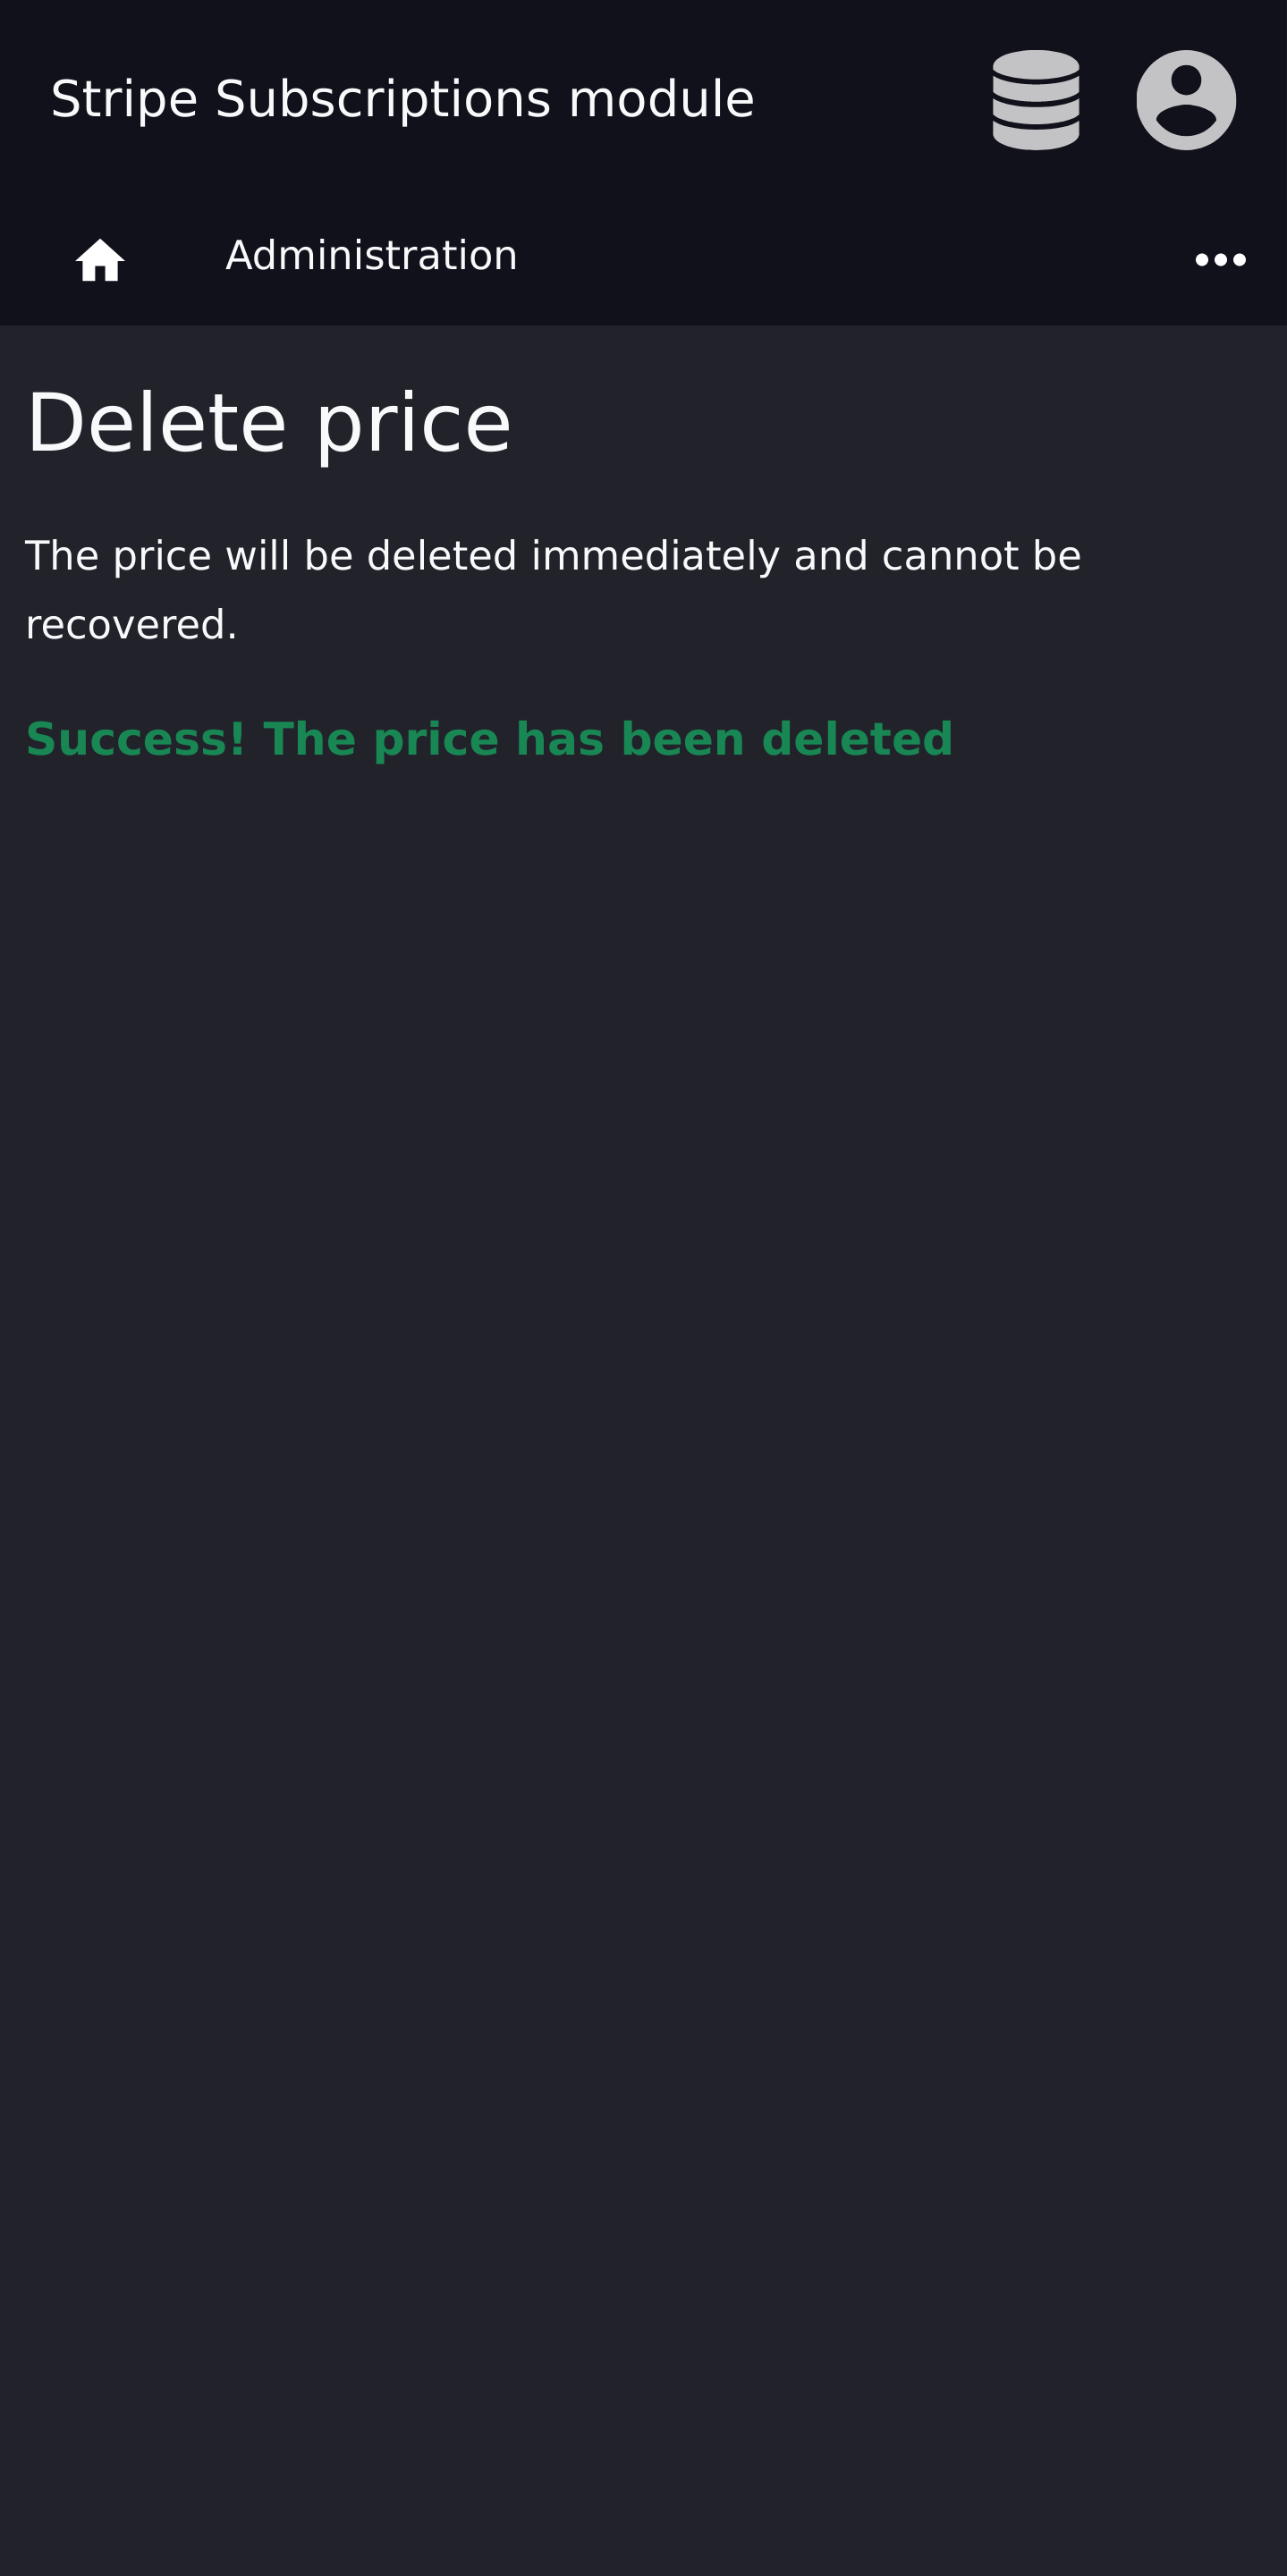 Stripe Subscriptions module
Administration
Delete price
The price will be deleted immediately and cannot be
recovered.
Success! The price has been deleted